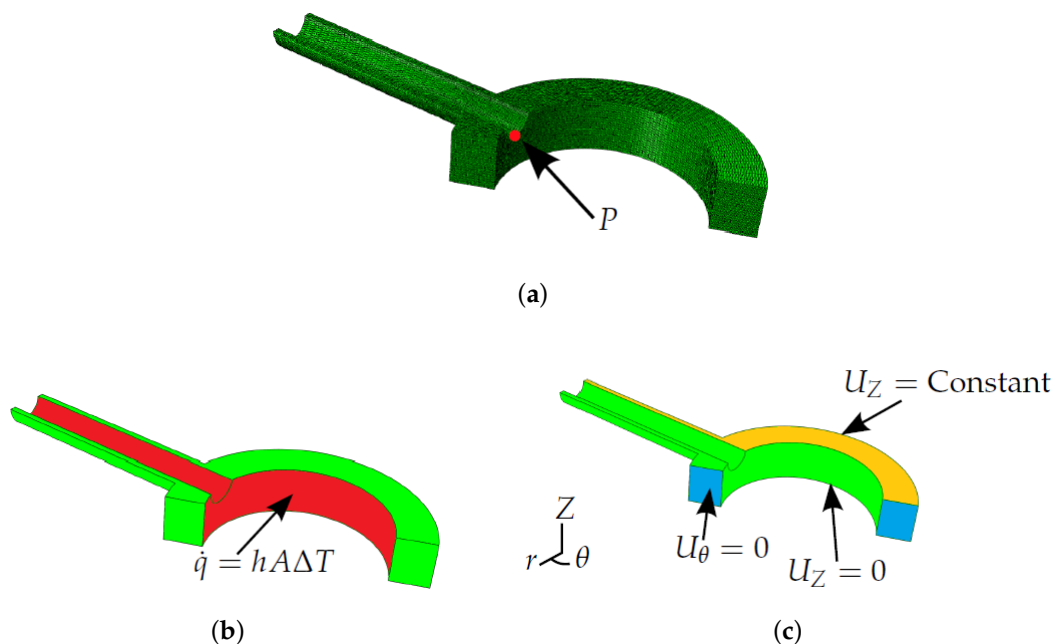 P
(a)
U_Z = Constant
Z
r
θ
U_θ = 0
U_Z = 0
q̇ = hAΔT
(b)
(c)